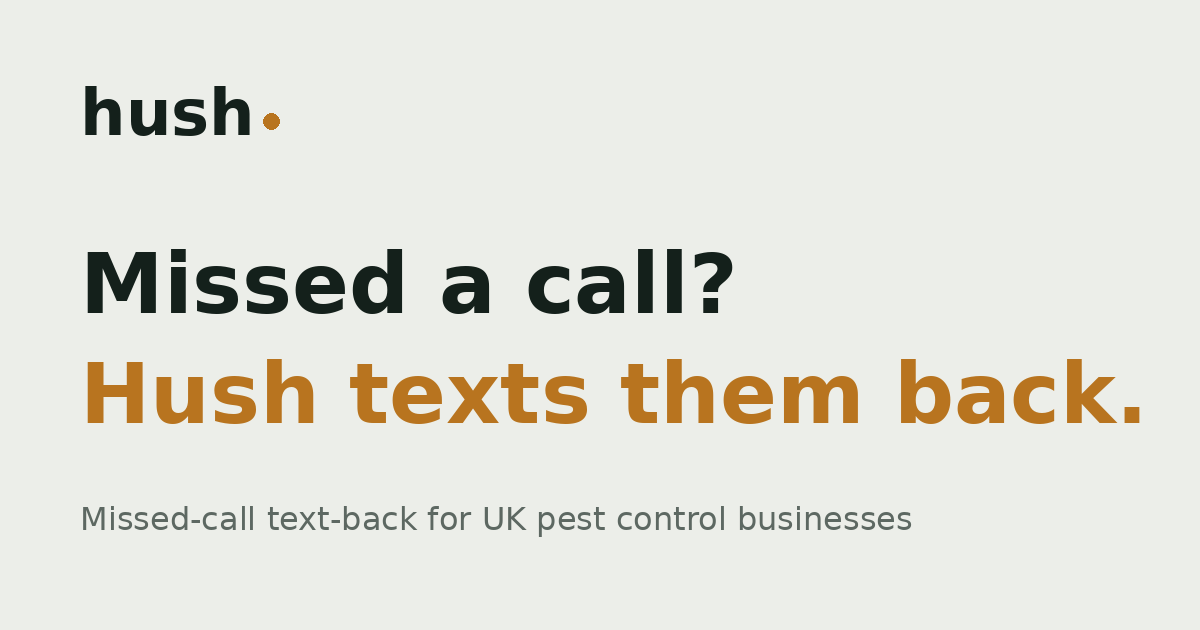 hush
Missed a call?
Hush texts them back.
Missed-call text-back for UK pest control businesses